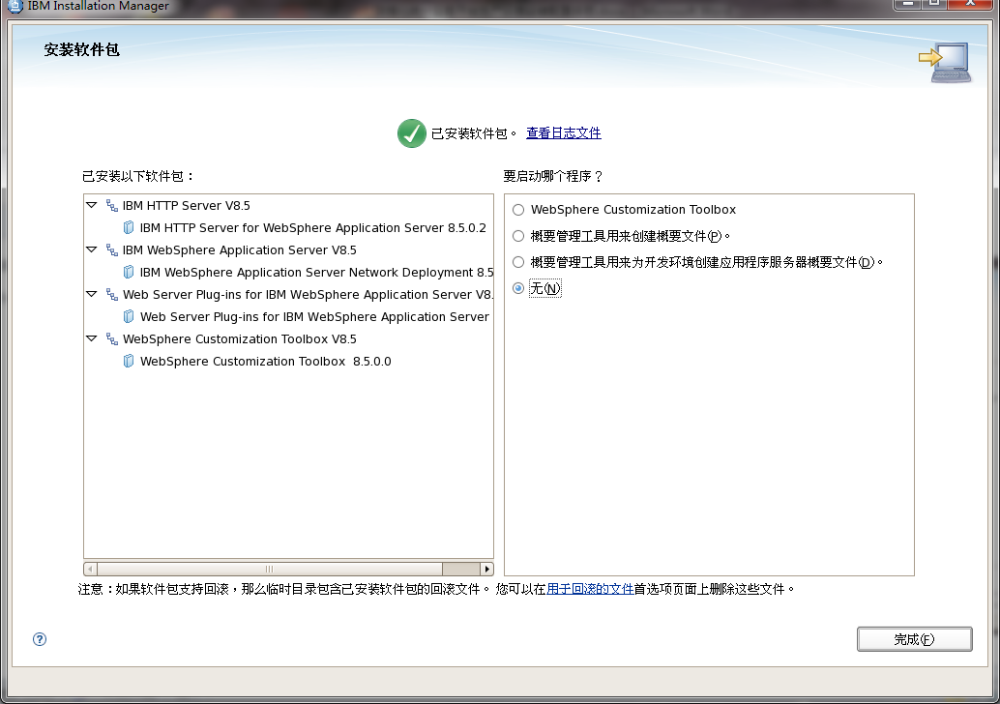 IBM Installation Manager
安装软件包
已安装软件包。 查看日志文件
已安装以下软件包：
IBM HTTP Server V8.5
IBM HTTP Server for WebSphere Application Server 8.5.0.2
IBM WebSphere Application Server V8.5
IBM WebSphere Application Server Network Deployment 8.5
Web Server Plug-ins for IBM WebSphere Application Server V8.
Web Server Plug-ins for IBM WebSphere Application Server
WebSphere Customization Toolbox V8.5
WebSphere Customization Toolbox 8.5.0.0
要启动哪个程序？
WebSphere Customization Toolbox
概要管理工具用来创建概要文件(P)。
概要管理工具用来为开发环境创建应用程序服务器概要文件(D)。
无(N)
注意：如果软件包支持回滚，那么临时目录包含已安装软件包的回滚文件。 您可以在用于回滚的文件首选项页面上删除这些文件。
?
完成(F)